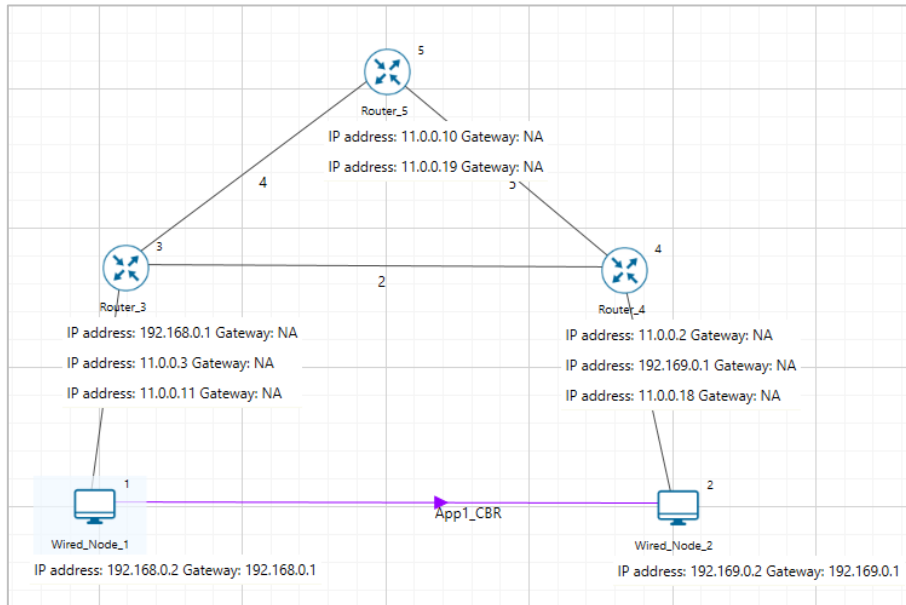 5
Router_5
IP address: 11.0.0.10 Gateway: NA
IP address: 11.0.0.19 Gateway: NA
4
3
4
2
Router_3
Router_4
IP address: 192.168.0.1 Gateway: NA
IP address: 11.0.0.3 Gateway: NA
IP address: 11.0.0.11 Gateway: NA
IP address: 11.0.0.2 Gateway: NA
IP address: 192.169.0.1 Gateway: NA
IP address: 11.0.0.18 Gateway: NA
1
2
App1_CBR
Wired_Node_1
Wired_Node_2
IP address: 192.168.0.2 Gateway: 192.168.0.1
IP address: 192.169.0.2 Gateway: 192.169.0.1